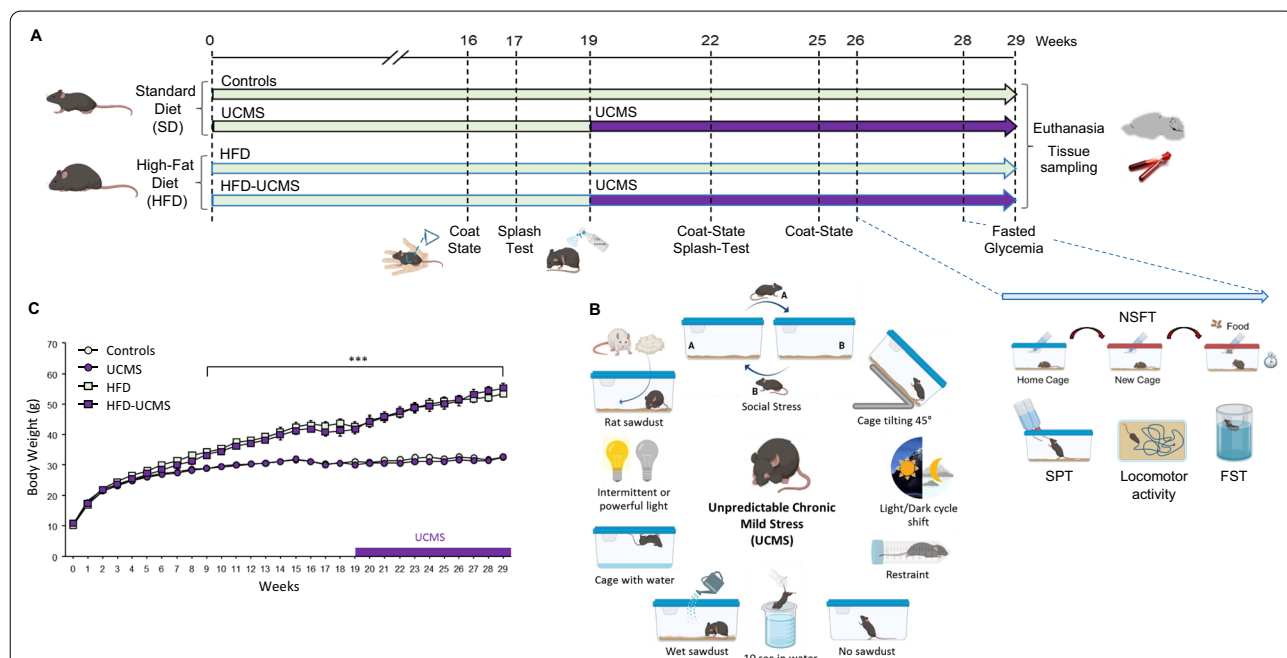 A
0 16 17 19 22 25 26 28 29 Weeks
Controls
Standard
Diet
(SD)
UCMS UCMS
High-Fat
Diet
(HFD)
HFD
HFD-UCMS UCMS
Euthanasia
Tissue
sampling
Coat
State
Splash
Test
Coat-State
Splash-Test
Coat-State
Fasted
Glycemia
C
Body Weight (g)
70
60
50
40
30
20
10
0
Controls
UCMS
HFD
HFD-UCMS
***
UCMS
0 1 2 3 4 5 6 7 8 9 10 11 12 13 14 15 16 17 18 19 20 21 22 23 24 25 26 27 28 29
Weeks
B
A
A B
B
Social Stress
Rat sawdust
Cage tilting 45°
Intermittent or
powerful light
Unpredictable Chronic
Mild Stress
(UCMS)
Light/Dark cycle
shift
Cage with water
Restraint
Wet sawdust
10 sec in water
No sawdust
NSFT
Food
Home Cage
New Cage
SPT
Locomotor
activity
FST